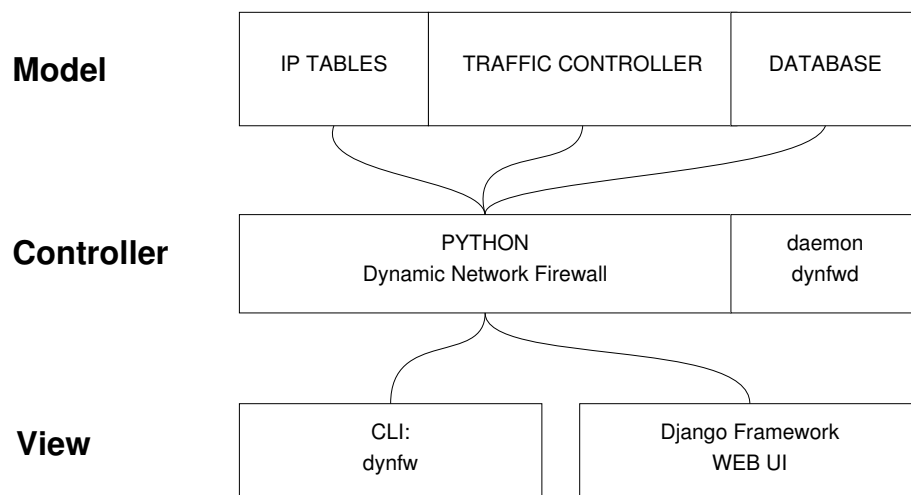 Model
IP TABLES
TRAFFIC CONTROLLER
DATABASE
Controller
PYTHON
Dynamic Network Firewall
daemon
dynfwd
View
CLI:
dynfw
Django Framework
WEB UI